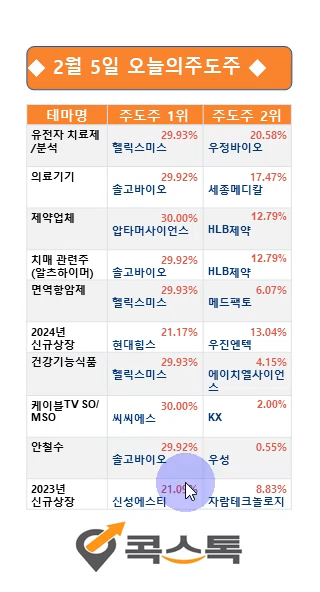 ◆ 2월 5일 오늘의주도주 ◆
테마명 주도주 1위 주도주 2위
유전자 치료제 29.93% 20.58%
/분석 헬릭스미스 우정바이오
의료기기 29.92% 17.47%
솔고바이오 세종메디칼
제약업체 30.00% 12.79%
압타머사이언스 HLB제약
치매 관련주 29.92% 12.79%
(알츠하이머) 솔고바이오 HLB제약
면역항암제 29.93% 6.07%
헬릭스미스 메드팩토
2024년 21.17% 13.04%
신규상장 현대힘스 우진엔텍
건강기능식품 29.93% 4.15%
헬릭스미스 에이치엘사이언
스
케이블TV SO/ 30.00% 2.00%
MSO 씨씨에스 KX
안철수 29.92% 0.55%
솔고바이오 우성
2023년 8.83%
신규상장 신성에스티 자람테크놀로지
콕스톡